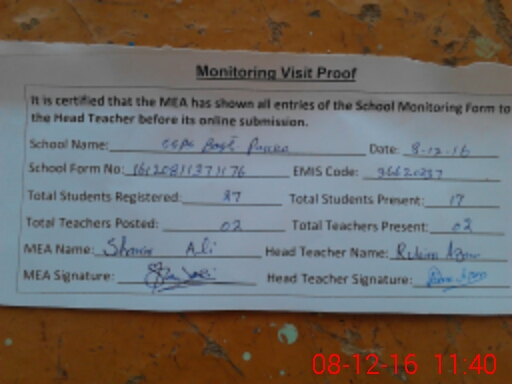 Monitoring Visit Proof
It is certified that the MEA has shown all entries of the School Monitoring Form to
the Head Teacher before its online submission.
School Name: Date: 8-12-16
School Form No: 16120811371176 EMIS Code: 36620237
Total Students Registered: 27 Total Students Present: 17
Total Teachers Posted: 02 Total Teachers Present: 02
MEA Name: Ali Head Teacher Name:
MEA Signature: Head Teacher Signature:
08-12-16 11:40